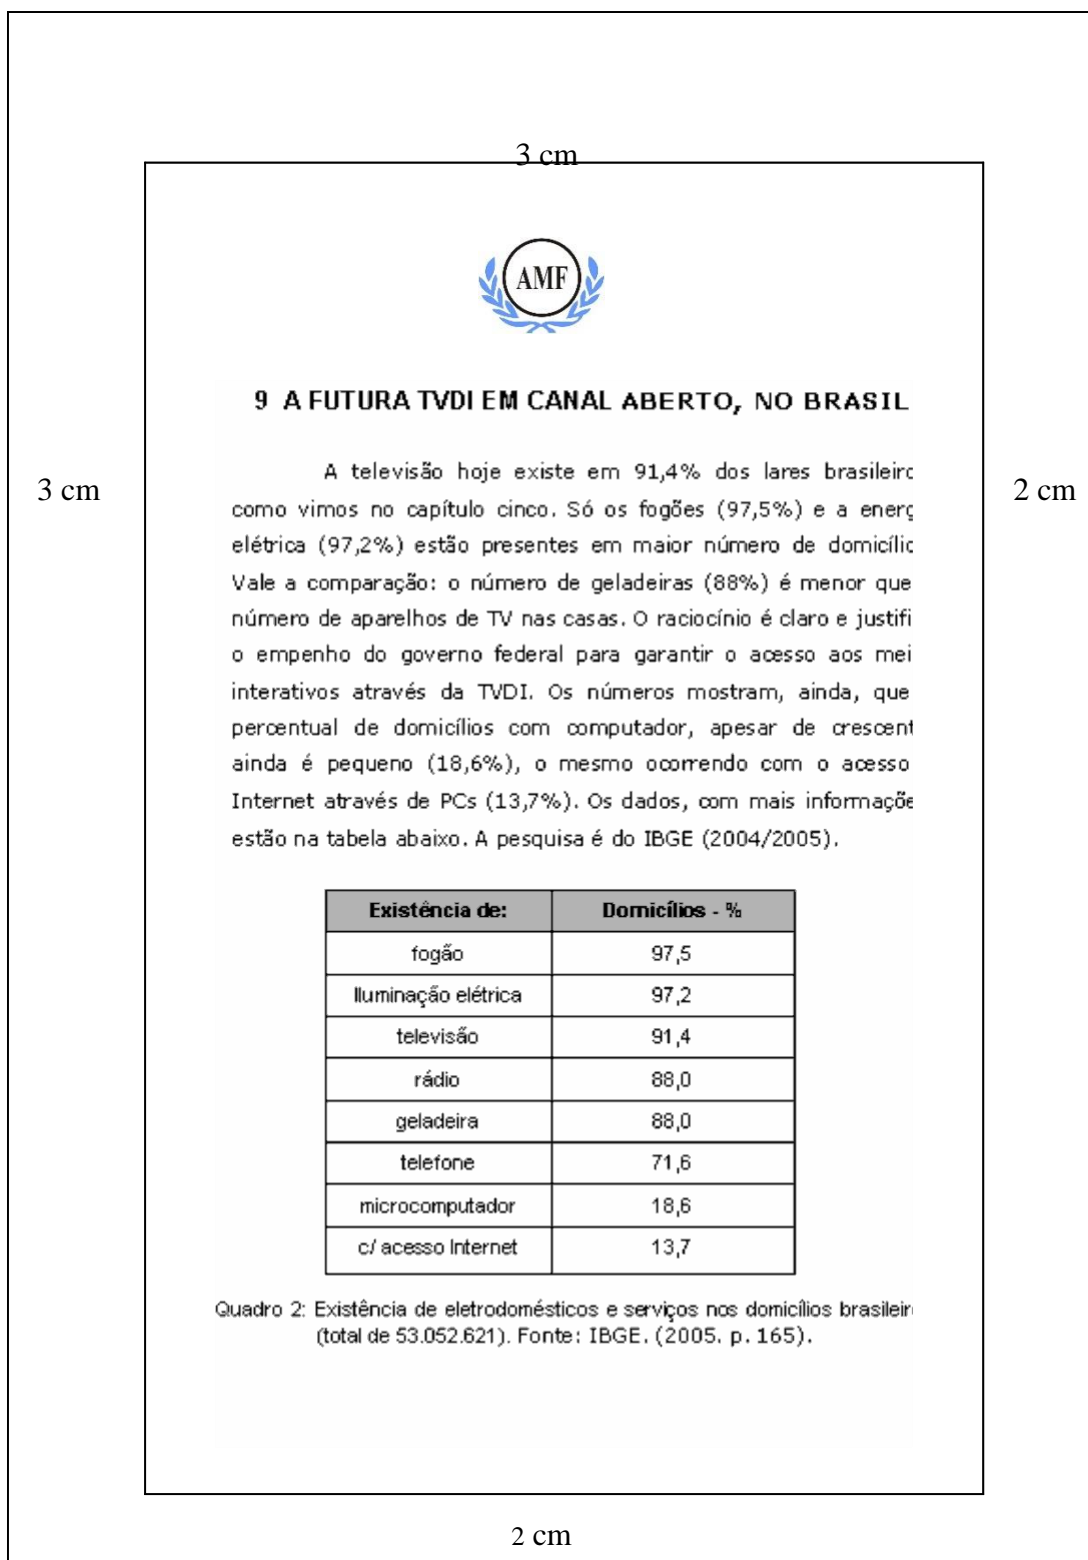 3 cm
AMF
9 A FUTURA TVDI EM CANAL ABERTO, NO BRASIL
3 cm
2 cm
A televisão hoje existe em 91,4% dos lares brasileiro
como vimos no capítulo cinco. Só os fogões (97,5%) e a energ
elétrica (97,2%) estão presentes em maior número de domicílio
Vale a comparação: o número de geladeiras (88%) é menor que
número de aparelhos de TV nas casas. O raciocínio é claro e justifi
o empenho do governo federal para garantir o acesso aos mei
interativos através da TVDI. Os números mostram, ainda, que
percentual de domicílios com computador, apesar de crescent
ainda é pequeno (18,6%), o mesmo ocorrendo com o acesso
Internet através de PCs (13,7%). Os dados, com mais informaçõe
estão na tabela abaixo. A pesquisa é do IBGE (2004/2005).
Existência de: Domicílios - %
fogão 97,5
Iluminação elétrica 97,2
televisão 91,4
rádio 88,0
geladeira 88,0
telefone 71,6
microcomputador 18,6
c/ acesso Internet 13,7
Quadro 2: Existência de eletrodomésticos e serviços nos domicílios brasileir
(total de 53.052.621). Fonte: IBGE. (2005. p. 165).
2 cm